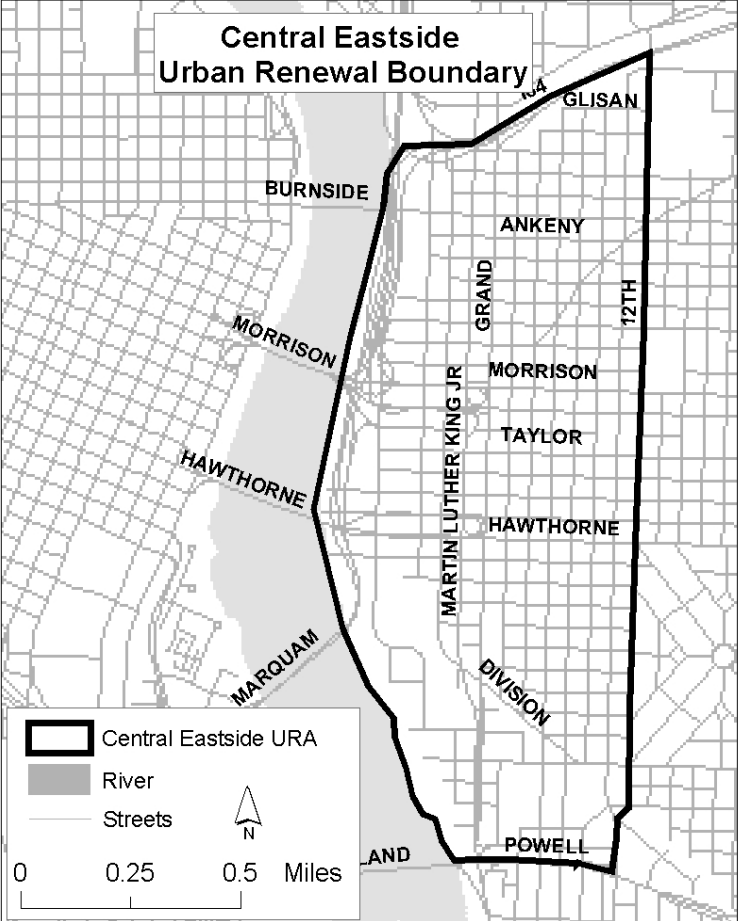 Central Eastside
Urban Renewal Boundary
GLISAN
BURNSIDE
ANKENY
GRAND
12TH
MORRISON
MORRISON
MARTIN LUTHER KING JR
TAYLOR
HAWTHORNE
HAWTHORNE
MARQUAM
DIVISION
Central Eastside URA
River
Streets
N
POWELL
LAND
0 0.25 0.5 Miles